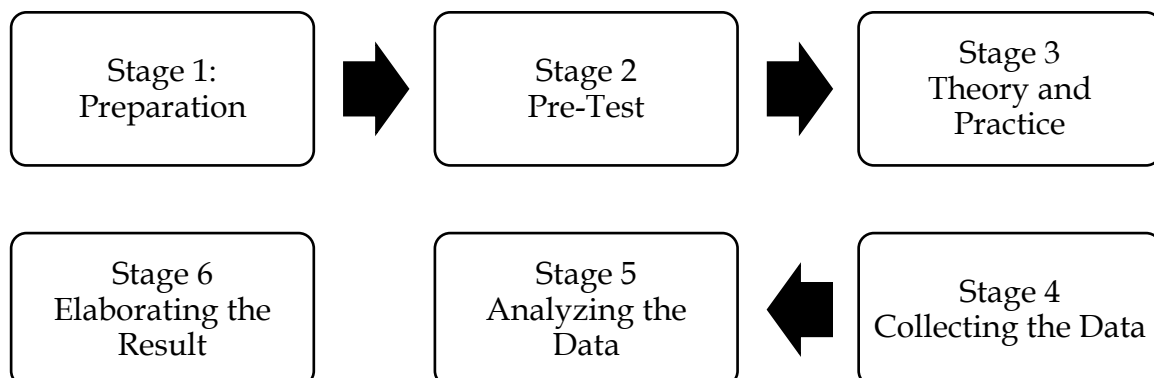 Stage 1:
Preparation
Stage 2
Pre-Test
Stage 3
Theory and
Practice
Stage 4
Collecting the Data
Stage 5
Analyzing the
Data
Stage 6
Elaborating the
Result